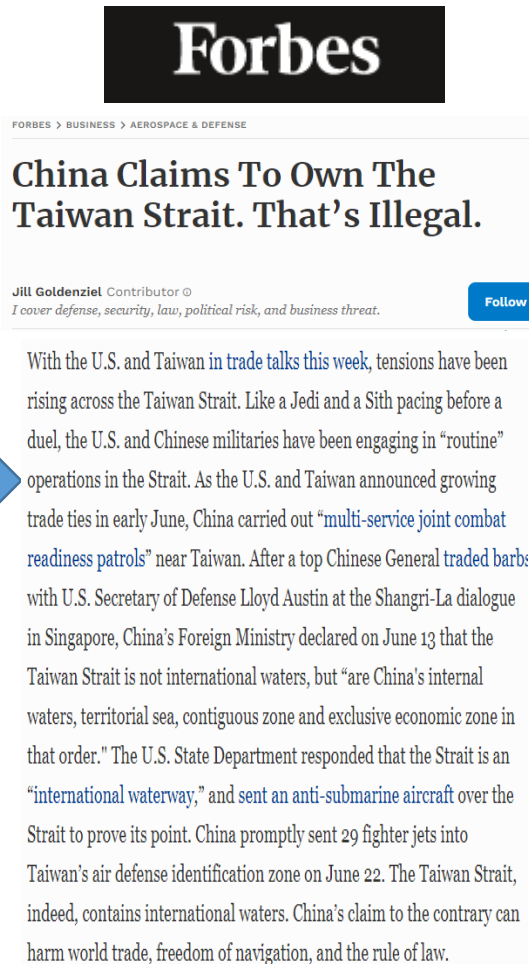 Forbes
FORBES > BUSINESS > AEROSPACE & DEFENSE
China Claims To Own The
Taiwan Strait. That’s Illegal.
Jill Goldenziel Contributor
I cover defense, security, law, political risk, and business threat.
Follow
With the U.S. and Taiwan in trade talks this week, tensions have been
rising across the Taiwan Strait. Like a Jedi and a Sith pacing before a
duel, the U.S. and Chinese militaries have been engaging in “routine”
operations in the Strait. As the U.S. and Taiwan announced growing
trade ties in early June, China carried out “multi-service joint combat
readiness patrols” near Taiwan. After a top Chinese General traded barbs
with U.S. Secretary of Defense Lloyd Austin at the Shangri-La dialogue
in Singapore, China’s Foreign Ministry declared on June 13 that the
Taiwan Strait is not international waters, but “are China's internal
waters, territorial sea, contiguous zone and exclusive economic zone in
that order." The U.S. State Department responded that the Strait is an
“international waterway,” and sent an anti-submarine aircraft over the
Strait to prove its point. China promptly sent 29 fighter jets into
Taiwan’s air defense identification zone on June 22. The Taiwan Strait,
indeed, contains international waters. China’s claim to the contrary can
harm world trade, freedom of navigation, and the rule of law.